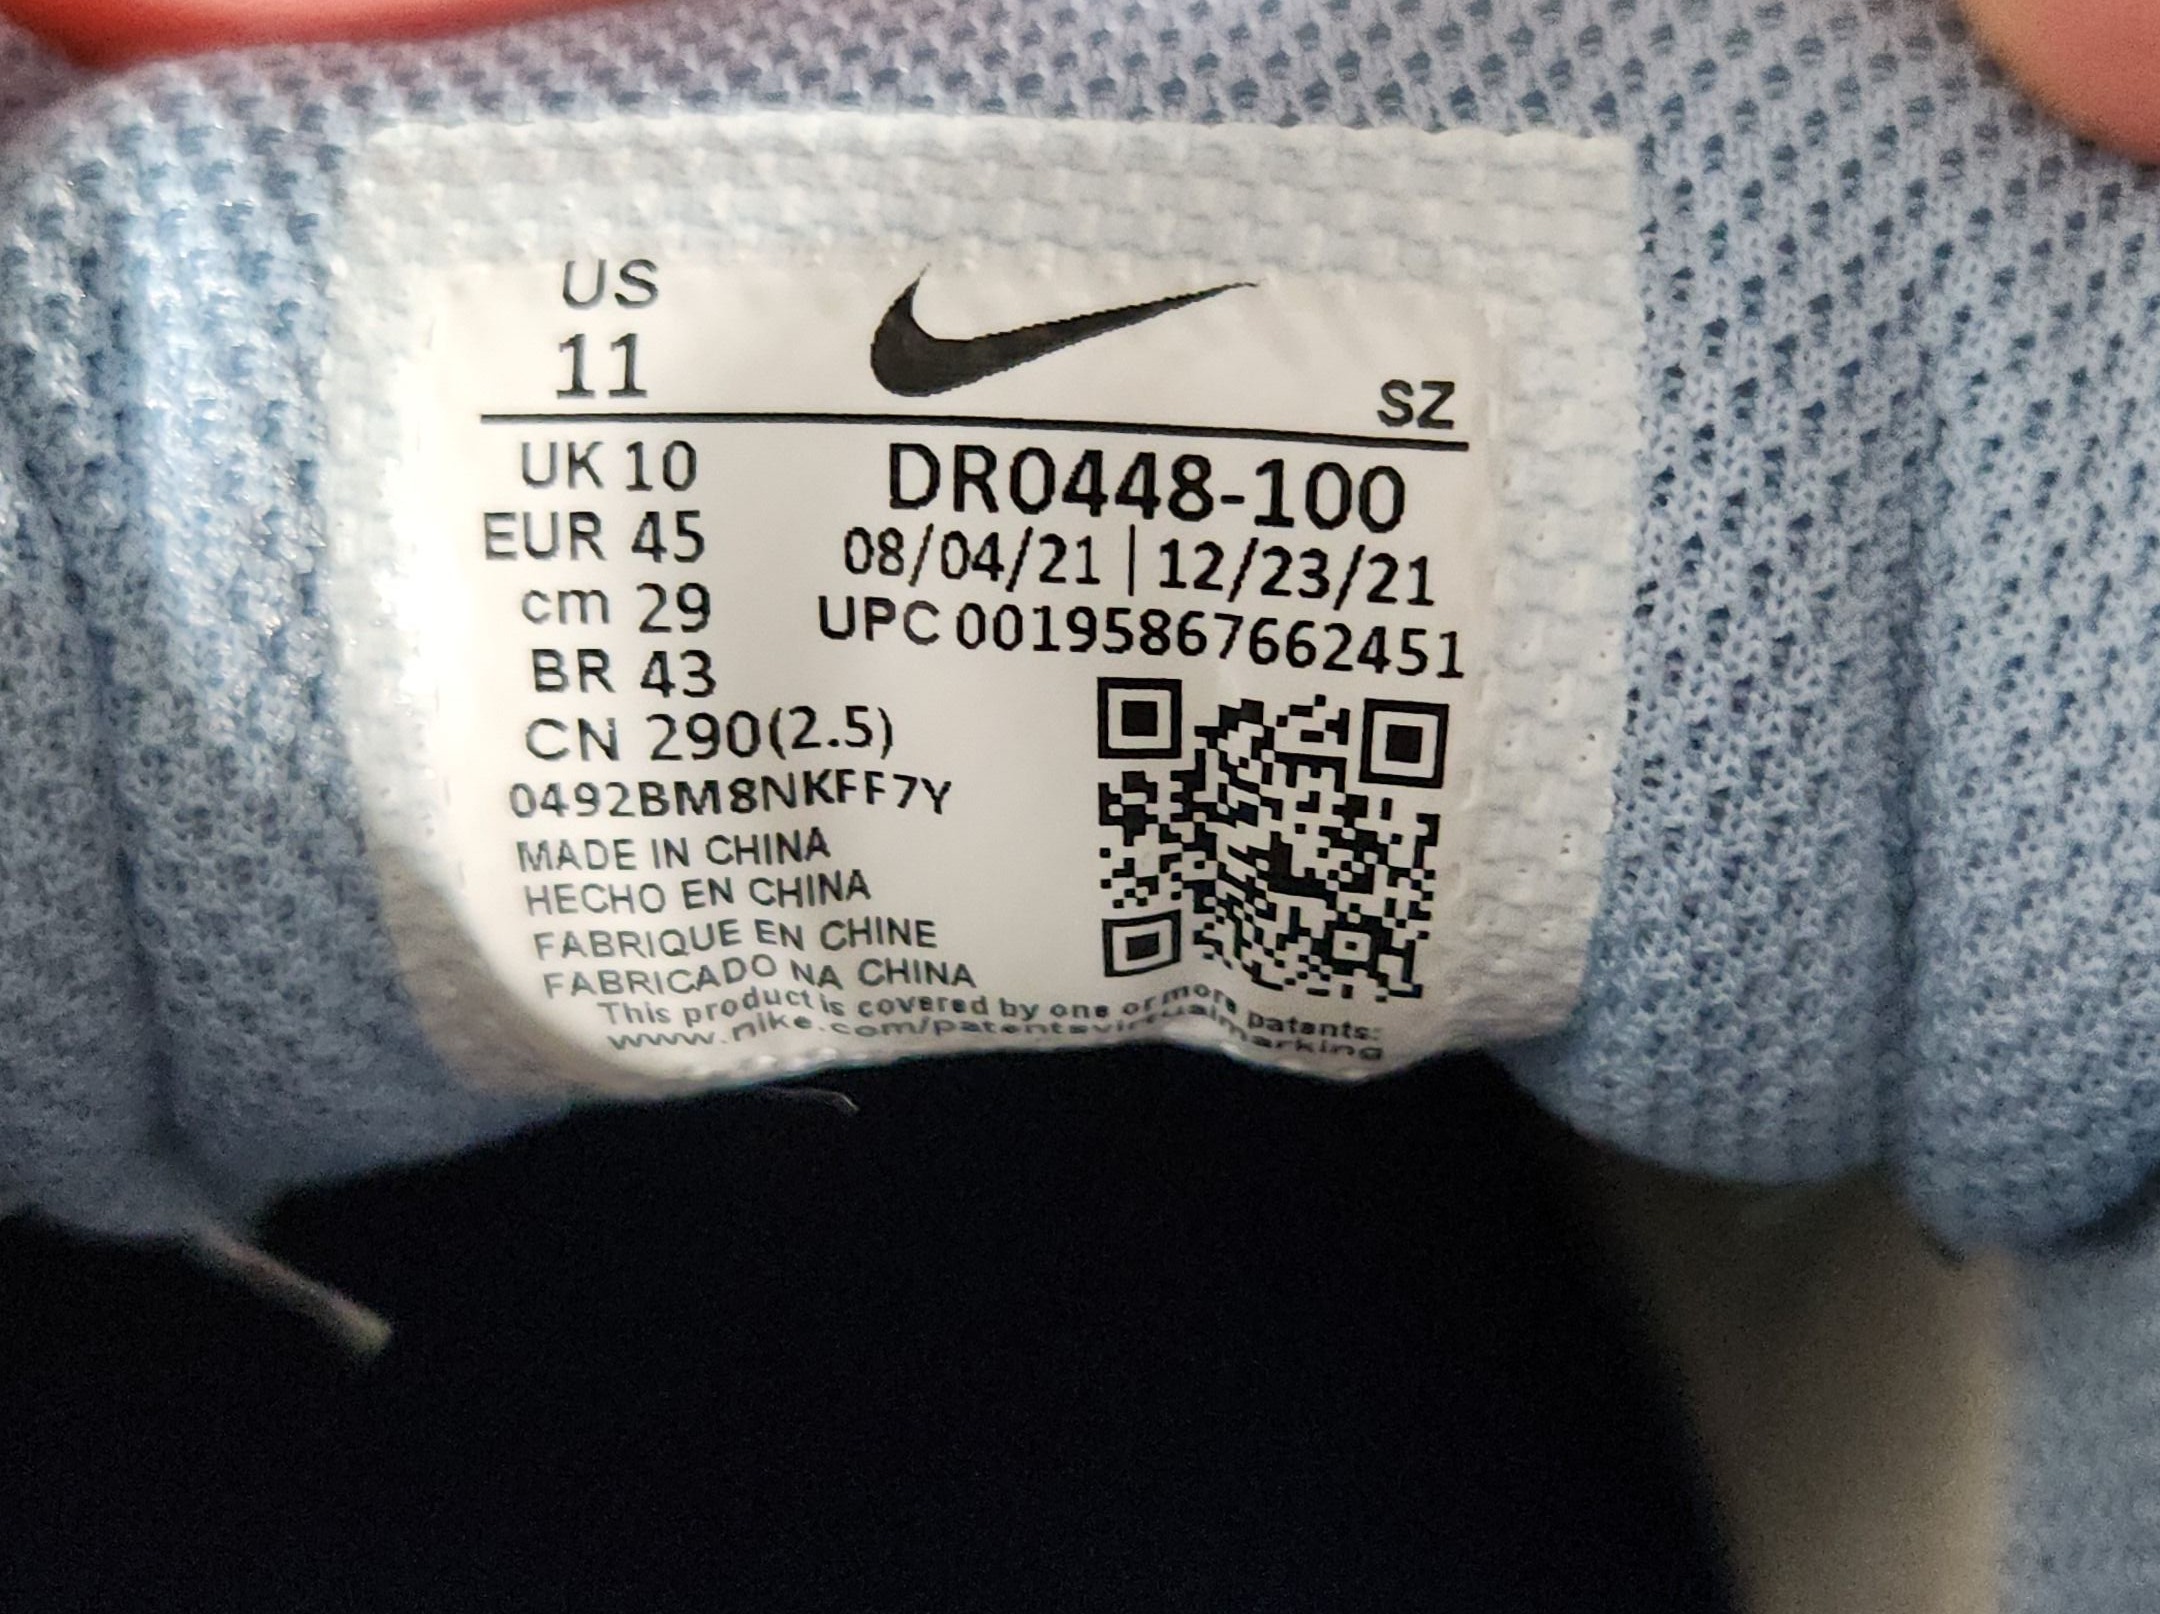 US
11
SZ
UK 10
EUR 45
cm 29
BR 43
CN 290(2.5)
DR0448-100
08/04/21 | 12/23/21
UPC 00195867662451
0492BM8NKFF7Y
MADE IN CHINA
HECHO EN CHINA
FABRIQUE EN CHINE
FABRICADO NA CHINA
This product is covered by one or more patents:
www.nike.com/patentsvirtualmarking